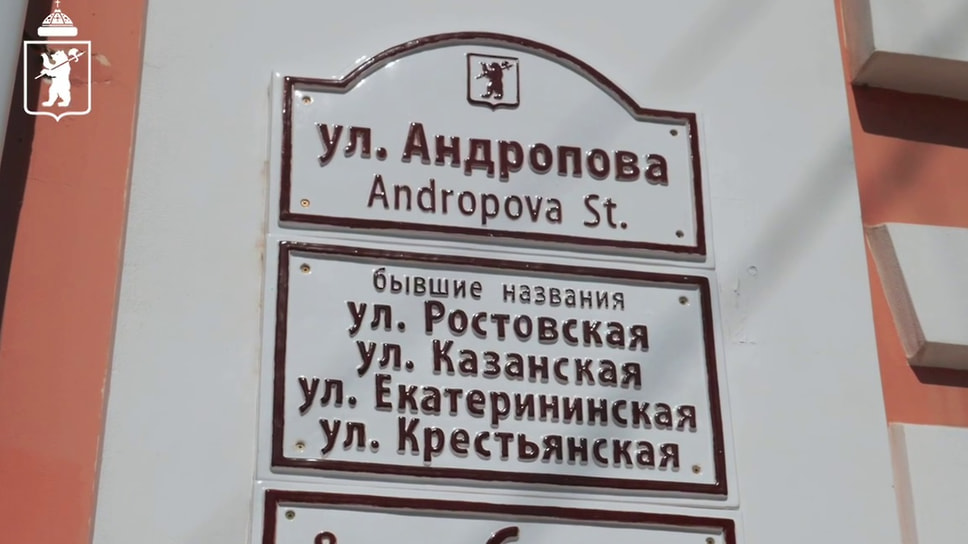 ул. Андропова
Andropova St.
бывшие названия
ул. Ростовская
ул. Казанская
ул. Екатерининская
ул. Крестьянская